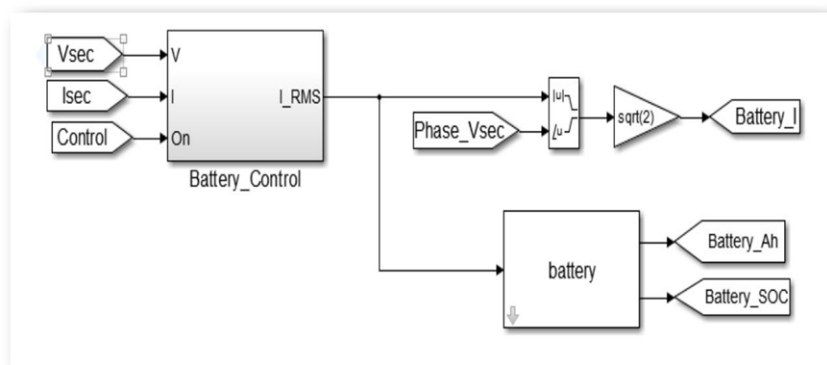 Vsec
Isec
Control
V
I
On
I_RMS
Battery_Control
Phase_Vsec
|u|
∠u
sqrt(2)
Battery_I
battery
Battery_Ah
Battery_SOC